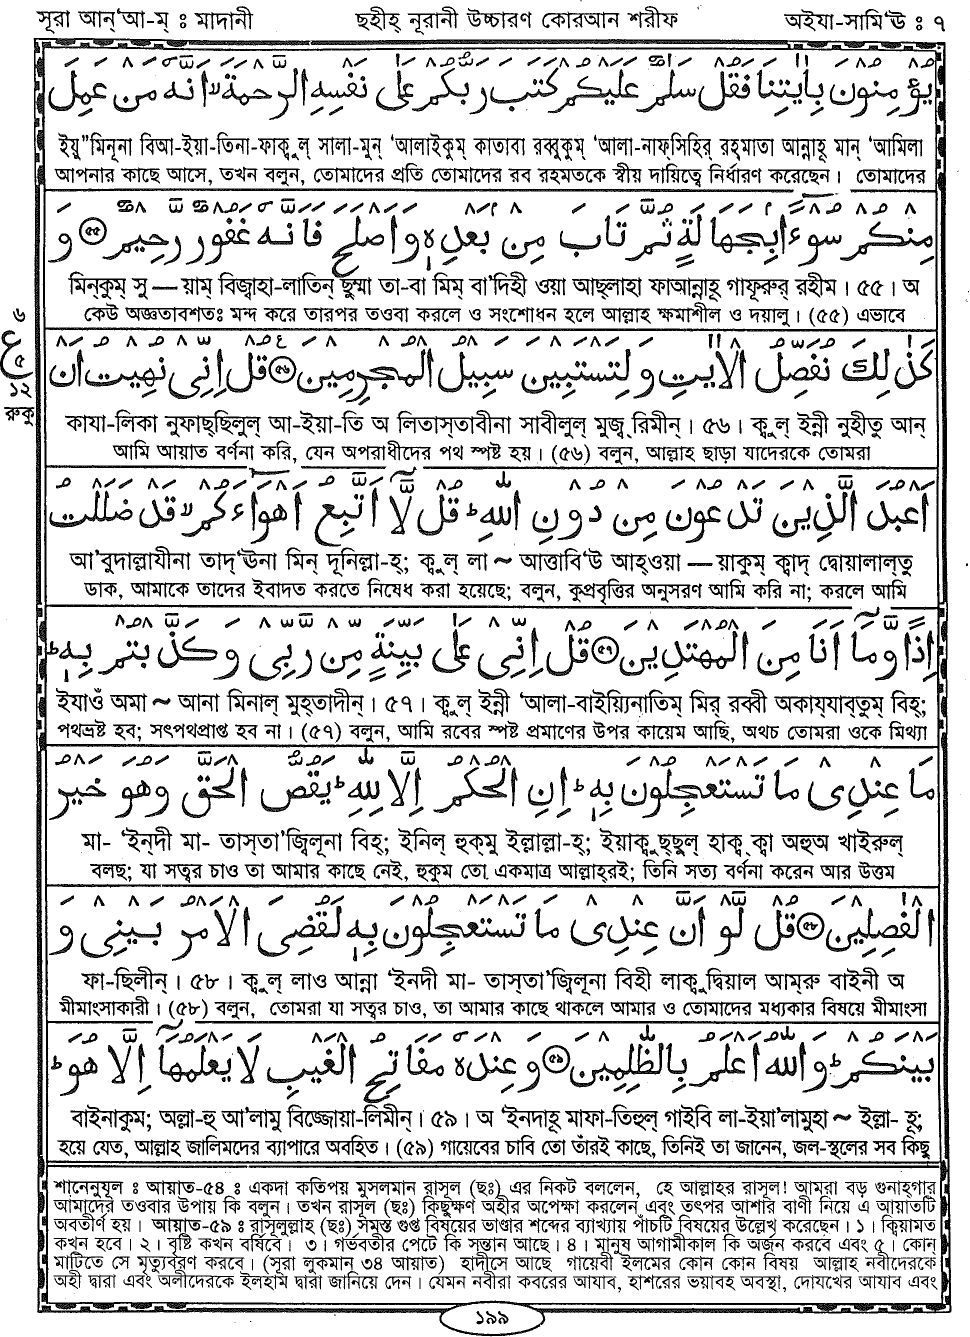 সূরা আন্‘আ-ম্ ঃ মাদানী
ছহীহ্ নূরানী উচ্চারণ কোরআন শরীফ
অইযা-সামি‘ঊ ঃ ৭
يُؤْمِنُونَ بِاٰيٰتِنَا فَقُلْ سَلٰمٌ عَلَيْكُمْ كَتَبَ رَبُّكُمْ عَلٰى نَفْسِهِ الرَّحْمَةَ ۙ اَنَّهٗ مَنْ عَمِلَ
ইয়ু”মিনূনা বিআ-ইয়া-তিনা-ফাক্বুল্ সালা-মুন্ ‘আলাইকুম্ কাতাবা রব্বুকুম্ ‘আলা-নাফ্সিহির্ রহ্মাতা আন্নাহূ মান্ ‘আমিলা
আপনার কাছে আসে, তখন বলুন, তোমাদের প্রতি তোমাদের রব রহমতকে স্বীয় দায়িত্বে নির্ধারণ করেছেন। তোমাদের
مِنْكُمْ سُوْٓءًا بِجَهَالَةٍ ثُمَّ تَابَ مِنْ بَعْدِهٖ وَاَصْلَحَ فَاَنَّهٗ غَفُوْرٌ رَّحِيْمٌ ۝٥٤ وَ
মিন্কুম্ সূ — য়াম্ বিজ্বাহা-লাতিন্ ছুম্মা তা-বা মিম্ বা’দিহী ওয়া আছ্লাহা ফাআন্নাহূ গাফূরুর্ রহীম। ৫৫। অ
কেউ অজ্ঞতাবশতঃ মন্দ করে তারপর তওবা করলে ও সংশোধন হলে আল্লাহ ক্ষমাশীল ও দয়ালু। (৫৫) এভাবে
৬
ع
৫
১২
রুকু
كَذٰلِكَ نُفَصِّلُ الْاٰيٰتِ وَلِتَسْتَبِيْنَ سَبِيْلُ الْمُجْرِمِيْنَ ۝٥٥ قُلْ اِنِّيْ نُهِيْتُ اَنْ
কাযা-লিকা নুফাছ্ছিলুল্ আ-ইয়া-তি অ লিতাস্তাবীনা সাবীলুল্ মুজ্ব্রিমীন্। ৫৬। ক্বুল্ ইন্নী নুহীতু আন্
আমি আয়াত বর্ণনা করি, যেন অপরাধীদের পথ স্পষ্ট হয়। (৫৬) বলুন, আল্লাহ ছাড়া যাদেরকে তোমরা
اَعْبُدَ الَّذِيْنَ تَدْعُوْنَ مِنْ دُوْنِ اللّٰهِ ؕ قُلْ لَّآ اَتَّبِعُ اَهْوَآءَكُمْ ۙ قَدْ ضَلَلْتُ
আ’বুদাল্লাযীনা তাদ্‘ঊনা মিন্ দূনিল্লা-হ্; ক্বুল্ লা ~ আত্তাবি‘উ আহ্ওয়া — য়াকুম্ ক্বাদ্ দ্বোয়ালাল্তু
ডাক, আমাকে তাদের ইবাদত করতে নিষেধ করা হয়েছে; বলুন, কুপ্রবৃত্তির অনুসরণ আমি করি না; করলে আমি
اِذًا وَّمَآ اَنَا مِنَ الْمُهْتَدِيْنَ ۝٥٦ قُلْ اِنِّيْ عَلٰى بَيِّنَةٍ مِّنْ رَّبِّيْ وَكَذَّبْتُمْ بِهٖ ؕ
ইযাওঁ অমা ~ আনা মিনাল্ মুহ্তাদীন্। ৫৭। ক্বুল্ ইন্নী ‘আলা-বাইয়্যিনাতিম্ মির্ রব্বী অকায্যাব্তুম্ বিহ্;
পথভ্রষ্ট হব; সৎপথপ্রাপ্ত হব না। (৫৭) বলুন, আমি রবের স্পষ্ট প্রমাণের উপর কায়েম আছি, অথচ তোমরা ওকে মিথ্যা
مَا عِنْدِيْ مَا تَسْتَعْجِلُوْنَ بِهٖ ؕ اِنِ الْحُكْمُ اِلَّا لِلّٰهِ ؕ يَقُصُّ الْحَقَّ وَهُوَ خَيْرُ
মা- ‘ইন্দী মা- তাস্তা’জ্বিলূনা বিহ্; ইনিল্ হুক্মু ইল্লাল্লা-হ্; ইয়াক্বুছ্ছুল্ হাক্ব্ক্বা অহুঅ খাইরুল্
বলছ; যা সত্বর চাও তা আমার কাছে নেই, হুকুম তো একমাত্র আল্লাহরই; তিনি সত্য বর্ণনা করেন আর উত্তম
الْفٰصِلِيْنَ ۝٥٧ قُلْ لَّوْ اَنَّ عِنْدِيْ مَا تَسْتَعْجِلُوْنَ بِهٖ لَقُضِيَ الْاَمْرُ بَيْنِيْ وَ
ফা-ছিলীন্। ৫৮। ক্বুল্ লাও আন্না ‘ইনদী মা- তাস্তা’জ্বিলূনা বিহী লাক্বুদ্বিয়াল আম্রু বাইনী অ
মীমাংসাকারী। (৫৮) বলুন, তোমরা যা সত্বর চাও, তা আমার কাছে থাকলে আমার ও তোমাদের মধ্যকার বিষয়ে মীমাংসা
بَيْنَكُمْ ؕ وَاللّٰهُ اَعْلَمُ بِالظّٰلِمِيْنَ ۝٥٨ وَعِنْدَهٗ مَفَاتِحُ الْغَيْبِ لَا يَعْلَمُهَآ اِلَّا هُوَ ؕ
বাইনাকুম; অল্লা-হু আ’লামু বিজ্জোয়া-লিমীন্। ৫৯। অ ‘ইনদাহূ মাফা-তিহুল্ গাইবি লা-ইয়া’লামুহা ~ ইল্লা- হূ;
হয়ে যেত, আল্লাহ জালিমদের ব্যাপারে অবহিত। (৫৯) গায়েবের চাবি তো তাঁরই কাছে, তিনিই তা জানেন, জল-স্থলের সব কিছু
শানেনুযূল ঃ আয়াত-৫৪ ঃ একদা কতিপয় মুসলমান রাসূল (ছঃ) এর নিকট বললেন, হে আল্লাহর রাসূল! আমরা বড় গুনাহ্গার
আমাদের তওবার উপায় কি বলুন। তখন রাসূল (ছঃ) কিছুক্ষণ অহীর অপেক্ষা করলেন এবং তৎপর আশার বাণী নিয়ে এ আয়াতটি
অবতীর্ণ হয়। আয়াত-৫৯ ঃ রাসূলুল্লাহ (ছঃ) সমস্ত গুপ্ত বিষয়ের ভাণ্ডার শব্দের ব্যাখ্যায় পাঁচটি বিষয়ের উল্লেখ করেছেন। ১। ক্বিয়ামত
কখন হবে। ২। বৃষ্টি কখন বর্ষিবে। ৩। গর্ভবতীর পেটে কি সন্তান আছে। ৪। মানুষ আগামীকাল কি অর্জন করবে এবং ৫। কোন্
মাটিতে সে মৃত্যুবরণ করবে। (সূরা লুকমান ৩৪ আয়াত) হাদীসে আছে গায়েবী ইলমের কোন কোন বিষয় আল্লাহ নবীদেরকে
অহী দ্বারা এবং অলীদেরকে ইলহাম দ্বারা জানিয়ে দেন। যেমন নবীরা কবরের আযাব, হাশরের ভয়াবহ অবস্থা, দোযখের আযাব এবং
১৯৯